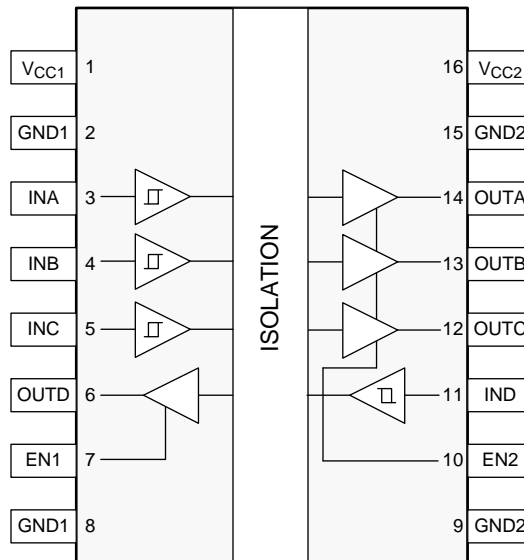 VCC1 1 16 VCC2
GND1 2 15 GND2
INA 3 14 OUTA
INB 4 13 OUTB
INC 5 12 OUTC
OUTD 6 11 IND
EN1 7 10 EN2
GND1 8 9 GND2
ISOLATION